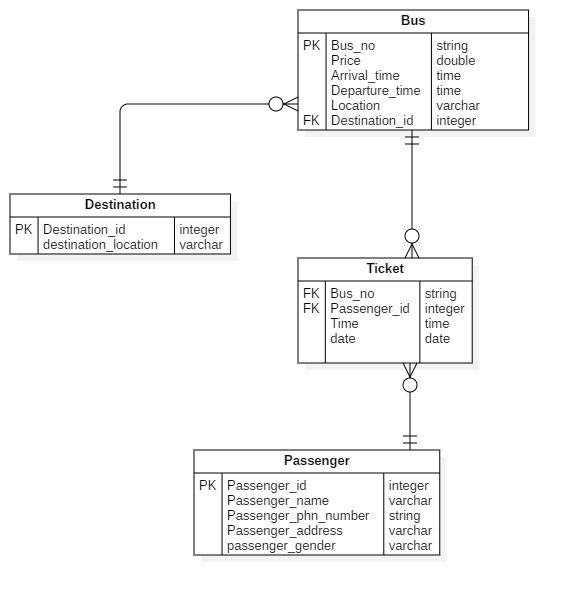 Bus
PK Bus_no string
Price double
Arrival_time time
Departure_time time
Location varchar
FK Destination_id integer
Destination
PK Destination_id integer
destination_location varchar
Ticket
FK Bus_no string
FK Passenger_id integer
Time time
date date
Passenger
PK Passenger_id integer
Passenger_name varchar
Passenger_phn_number string
Passenger_address varchar
passenger_gender varchar